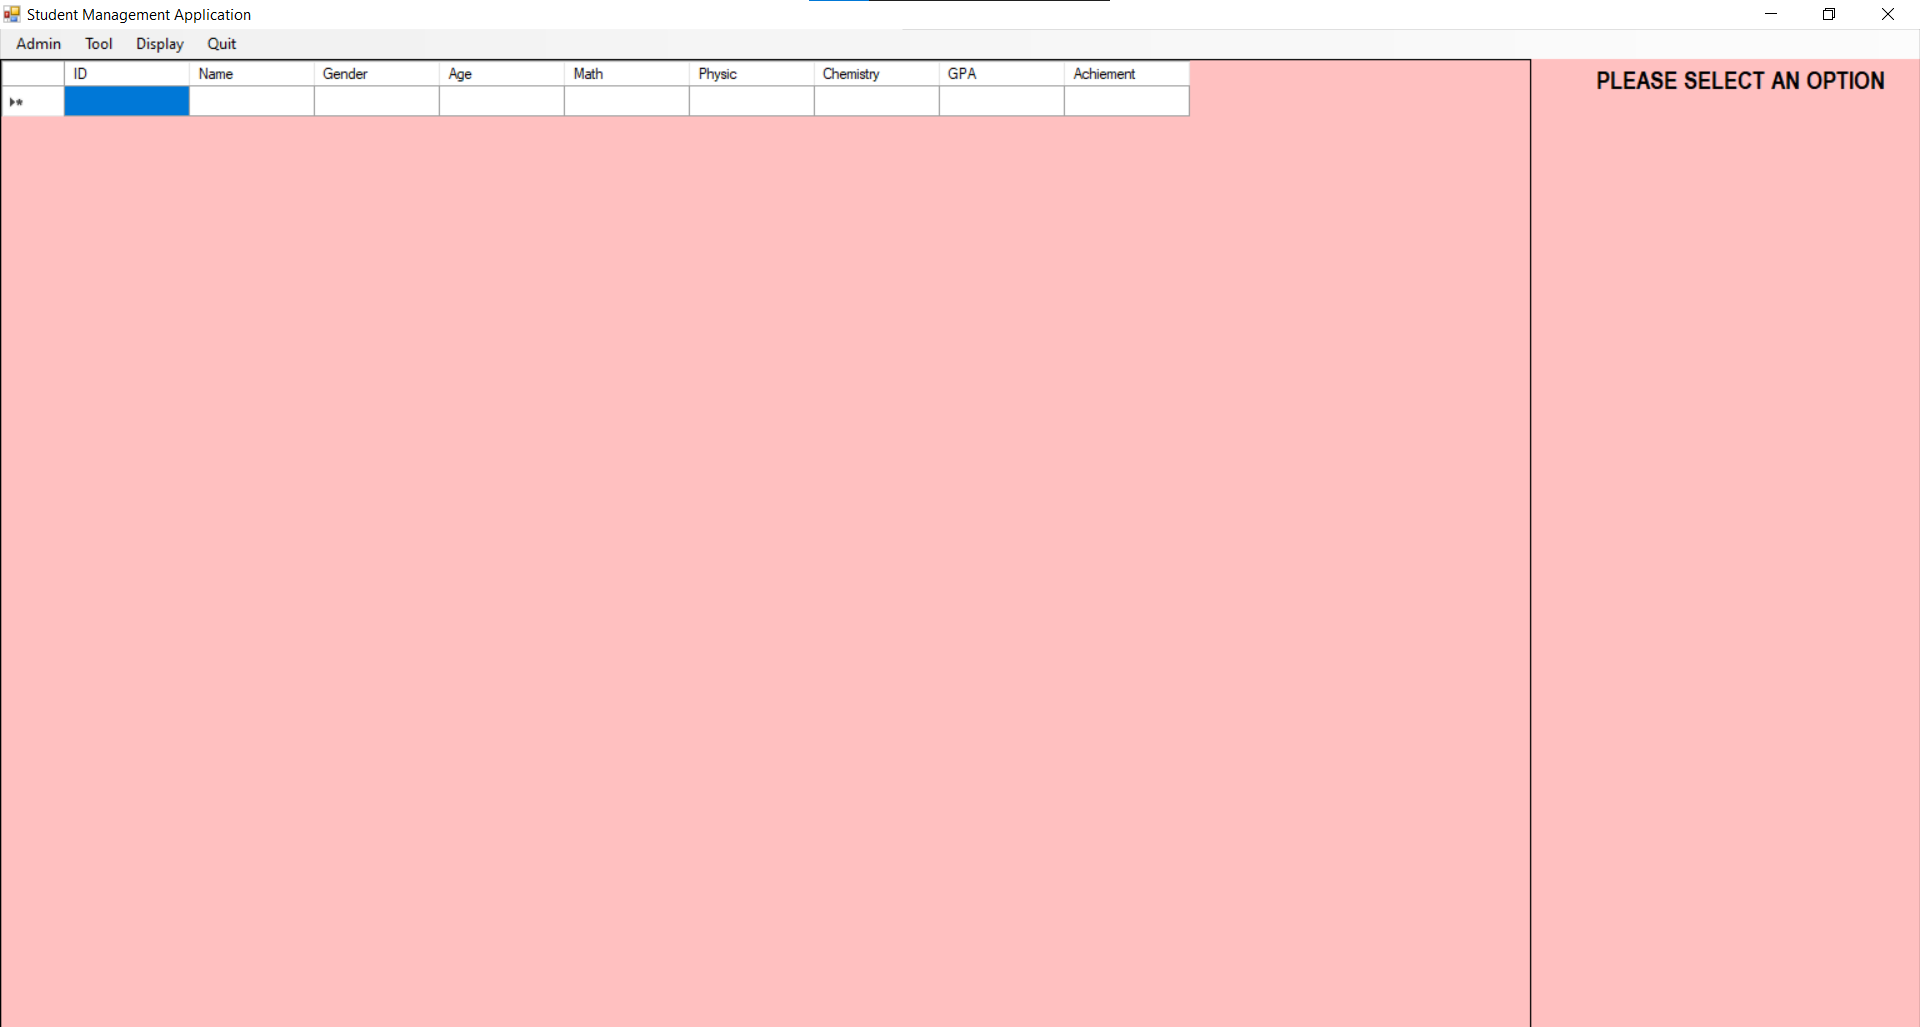 Student Management Application
Admin Tool Display Quit
ID Name Gender Age Math Physic Chemistry GPA Achiement
PLEASE SELECT AN OPTION